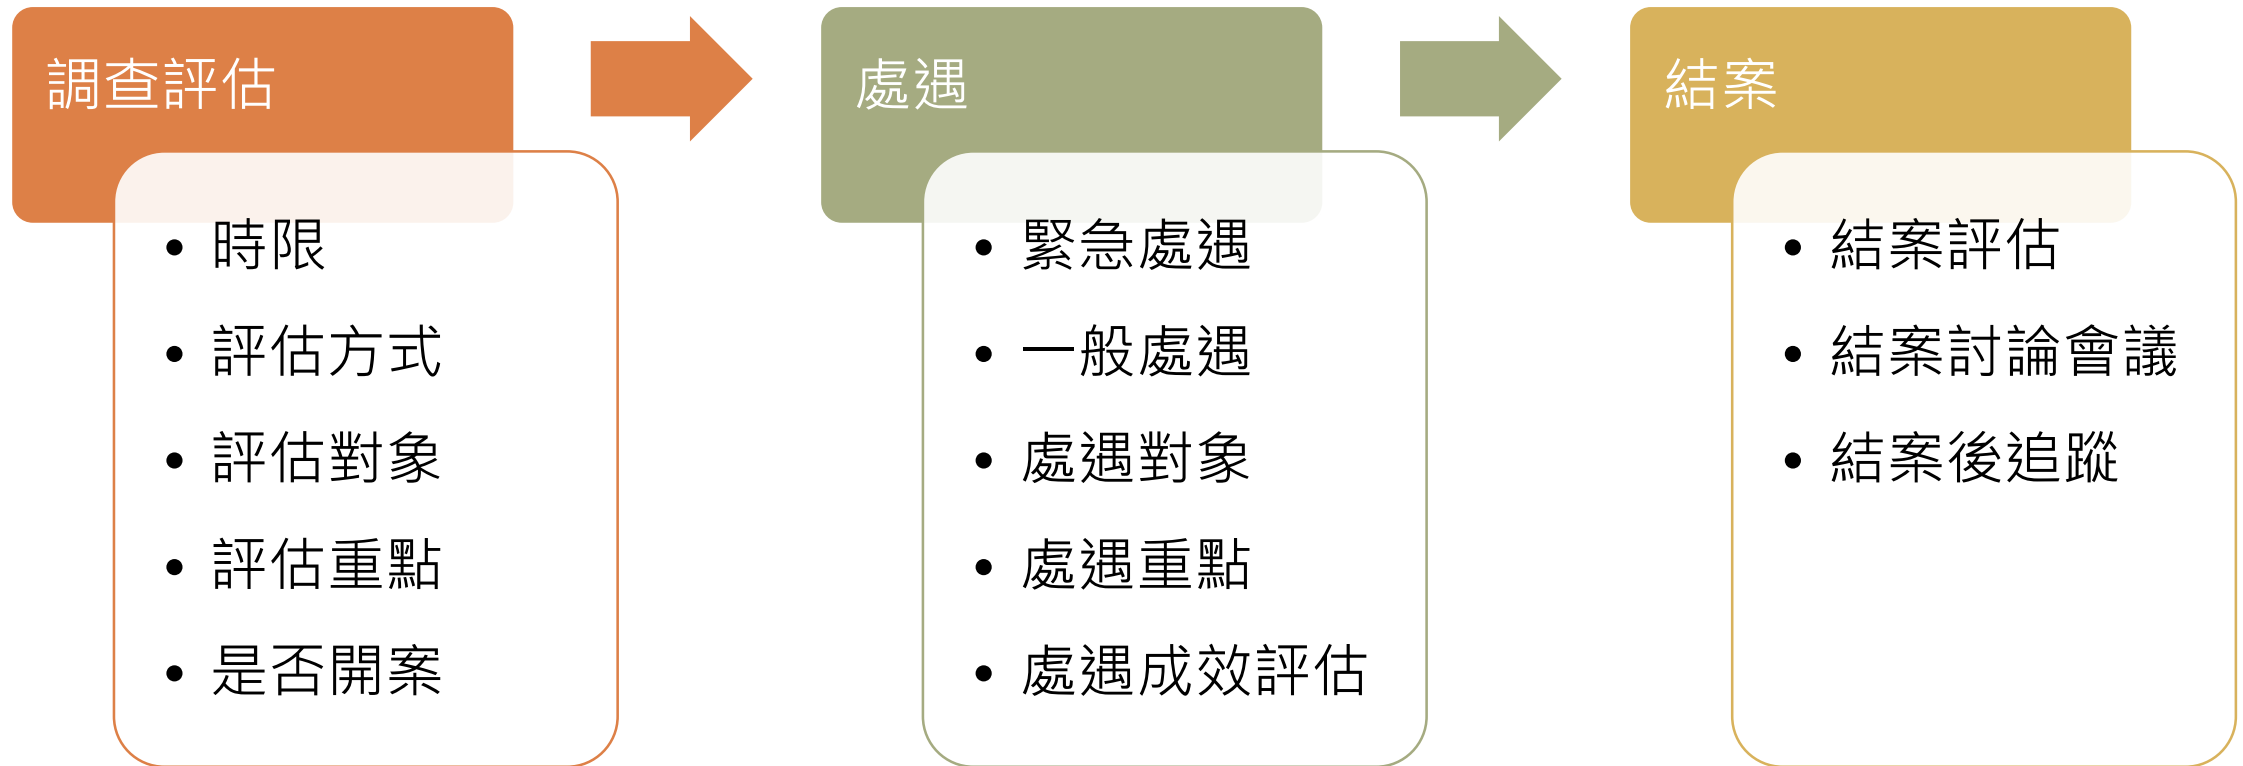 調查評估
• 時限
• 評估方式
• 評估對象
• 評估重點
• 是否開案
處遇
• 緊急處遇
• 一般處遇
• 處遇對象
• 處遇重點
• 處遇成效評估
結案
• 結案評估
• 結案討論會議
• 結案後追蹤